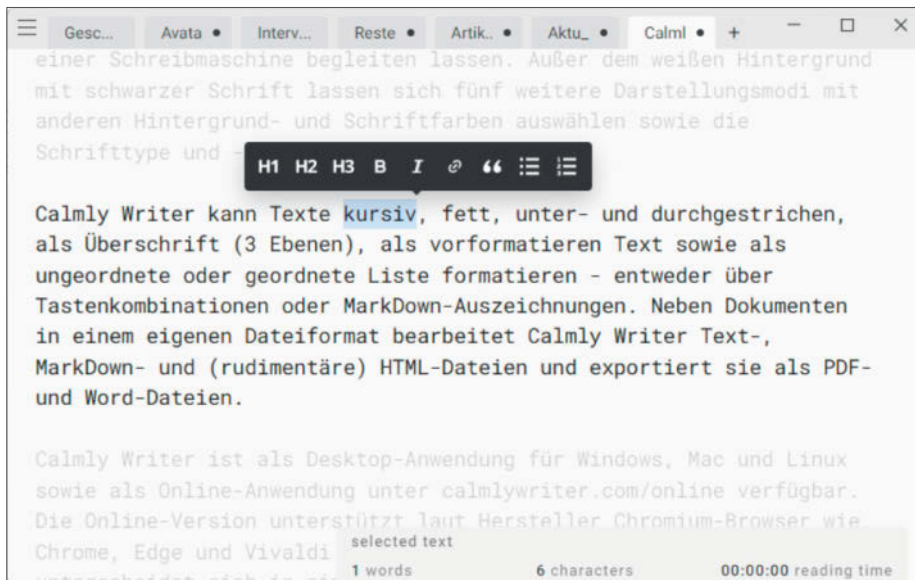 Gesc... Avata Interv... Reste Artik.. Aktu_ Calml +
einer Schreibmaschine begleiten lassen. Außer dem weißen Hintergrund
mit schwarzer Schrift lassen sich fünf weitere Darstellungsmodi mit
anderen Hintergrund- und Schriftfarben auswählen sowie die
Schrifttype und -
H1 H2 H3 B I
Calmly Writer kann Texte kursiv, fett, unter- und durchgestrichen,
als Überschrift (3 Ebenen), als vorformatieren Text sowie als
ungeordnete oder geordnete Liste formatieren - entweder über
Tastenkombinationen oder MarkDown-Auszeichnungen. Neben Dokumenten
in einem eigenen Dateiformat bearbeitet Calmly Writer Text-,
MarkDown- und (rudimentäre) HTML-Dateien und exportiert sie als PDF-
und Word-Dateien.
Calmly Writer ist als Desktop-Anwendung für Windows, Mac und Linux
sowie als Online-Anwendung unter calmlywriter.com/online verfügbar.
Die Online-Version unterstützt laut Hersteller Chromium-Browser wie
Chrome, Edge und Vivaldi
selected text
1 words 6 characters 00:00:00 reading time